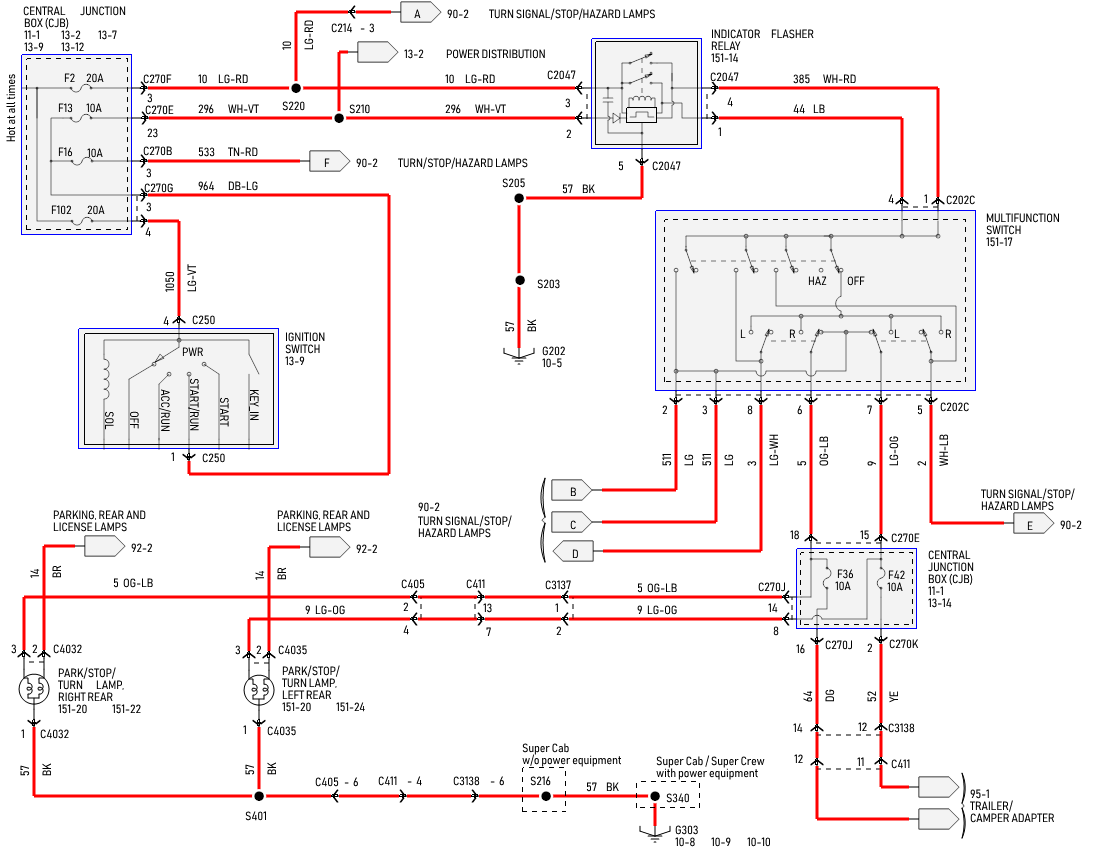 CENTRAL JUNCTION
BOX (CJB)
11-1 13-2 13-7
13-9 13-12
Hot at all times
F2 20A
F13 10A
F16 10A
F102 20A
C270F
3
C270E
23
C270B
3
C270G
3
4
10 LG-RD
296 WH-VT
533 TN-RD
964 DB-LG
10
LG-RD
C214 - 3
A
90-2 TURN SIGNAL/STOP/HAZARD LAMPS
13-2 POWER DISTRIBUTION
S220
S210
10 LG-RD
296 WH-VT
C2047
3
2
F
90-2 TURN/STOP/HAZARD LAMPS
INDICATOR FLASHER
RELAY
151-14
C2047
4
1
385 WH-RD
44 LB
5 C2047
57 BK
S205
S203
57
BK
G202
10-5
4 1 C202C
MULTIFUNCTION
SWITCH
151-17
HAZ OFF
L R L R
2 3 8 6 7 5 C202C
511
LG
511
LG
3
LG-WH
5
OG-LB
9
LG-OG
2
WH-LB
1050
LG-VT
4 C250
IGNITION
SWITCH
13-9
PWR
SOL
OFF
ACC/RUN
START/RUN
START
KEY_IN
1 C250
90-2
TURN SIGNAL/STOP/
HAZARD LAMPS
B
C
D
TURN SIGNAL/STOP/
HAZARD LAMPS
E
90-2
18 15 C270E
CENTRAL
JUNCTION
BOX (CJB)
11-1
13-14
F36
10A
F42
10A
C270J
14
8
16 C270J
2 C270K
64
DG
52
YE
14 12 C3138
12 11 C411
95-1
TRAILER/
CAMPER ADAPTER
PARKING, REAR AND
LICENSE LAMPS
92-2
PARKING, REAR AND
LICENSE LAMPS
92-2
14
BR
14
BR
5 OG-LB
9 LG-OG
C405
2
4
C411
13
7
C3137
1
2
5 OG-LB
9 LG-OG
3 2 C4032
PARK/STOP/
TURN LAMP,
RIGHT REAR
151-20 151-22
1 C4032
57
BK
3 2 C4035
PARK/STOP/
TURN LAMP,
LEFT REAR
151-20 151-24
1 C4035
57
BK
S401
C405 - 6
C411 - 4
C3138 - 6
Super Cab
w/o power equipment
S216
57 BK
Super Cab / Super Crew
with power equipment
S340
G303
10-8 10-9 10-10